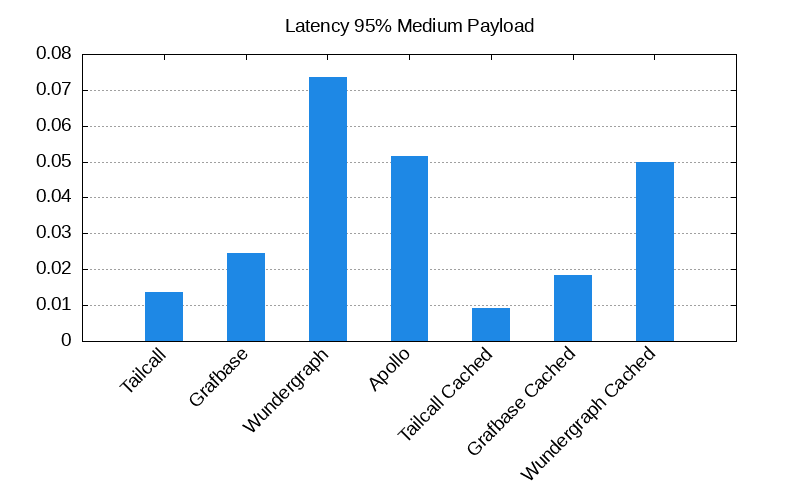 Latency 95% Medium Payload
0.08
0.07
0.06
0.05
0.04
0.03
0.02
0.01
0
Tailcall
Grafbase
Wundergraph
Apollo
Tailcall Cached
Grafbase Cached
Wundergraph Cached